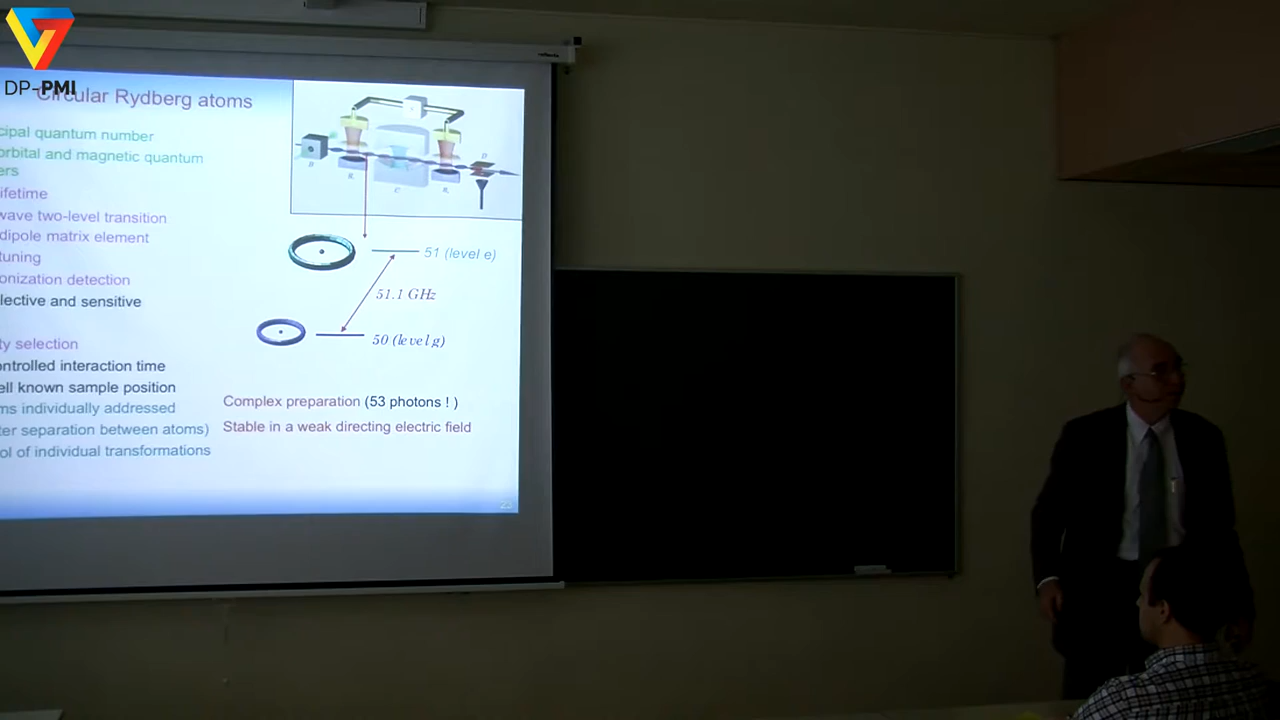 DP-PMI
Circular Rydberg atoms
cipal quantum number
orbital and magnetic quantum
ers
ifetime
wave two-level transition
dipole matrix element
tuning
onization detection
lective and sensitive
ty selection
ontrolled interaction time
ell known sample position
ms individually addressed
ter separation between atoms)
ol of individual transformations
51 (level e)
51.1 GHz
50 (level g)
Complex preparation (53 photons ! )
Stable in a weak directing electric field